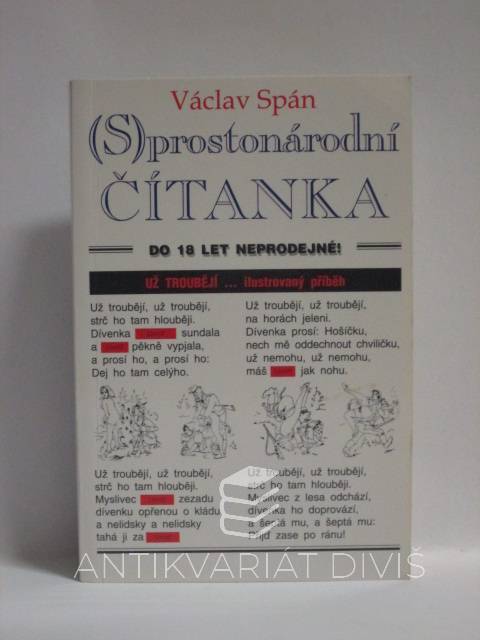 Václav Spán
(S)prostonárodní
ČÍTANKA
DO 18 LET NEPRODEJNÉ!
UŽ TROUBĚJÍ ... ilustrovaný příběh
Už troubějí, už troubějí,
strč ho tam hlouběji.
Dívenka sundala
a pěkně vypjala,
a prosí ho, a prosí ho:
Dej ho tam celýho.
Už troubějí, už troubějí,
na horách jeleni.
Dívenka prosí: Hošíčku,
nech mě oddechnout chviličku,
už nemohu, už nemohu,
máš jak nohu.
Už troubějí, už troubějí,
strč ho tam hlouběji.
Myslivec zezadu
dívenku opřenou o kládu,
a nelidsky a nelidsky
tahá ji za
Už troubějí, už troubějí,
strč ho tam hlouběji.
Myslivec z lesa odchází,
dívenka ho doprovází,
a šeptá mu, a šeptá mu:
Přijď zase po ránu!
ANTIKVARIÁT DIVIŠ